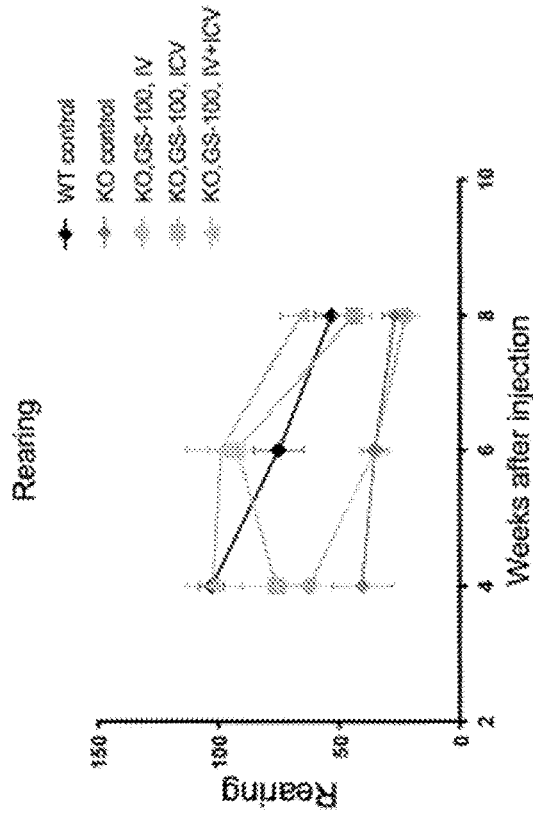 Rearing
WT control
KO control
KO,GS-100, IV
KO,GS-100, ICV
KO,GS-100, IV+ICV
150
100
50
0
Rearing
2
4
6
8
10
Weeks after injection